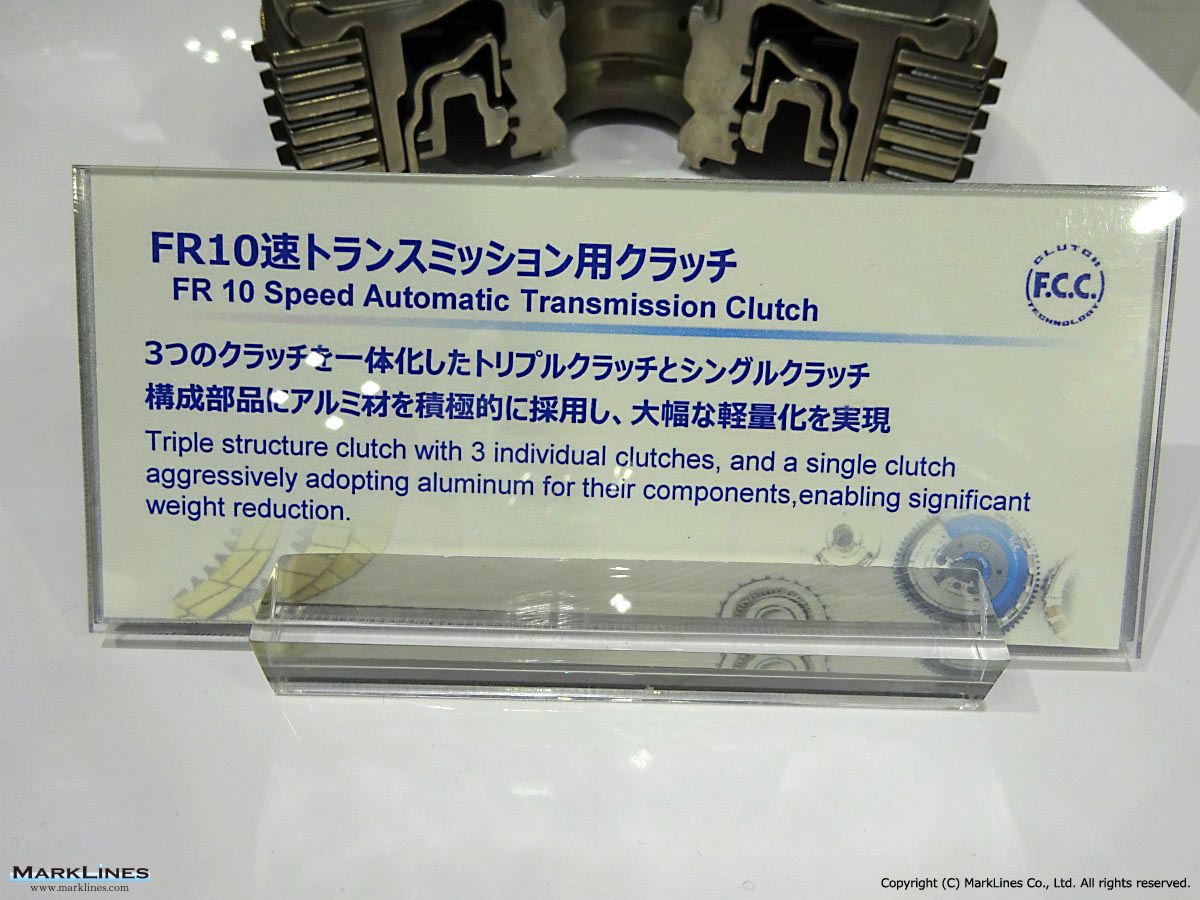 FR10速トランスミッション用クラッチ
FR 10 Speed Automatic Transmission Clutch
CLUTCH
F.C.C.
TECHNOLOGY
3つのクラッチを一体化したトリプルクラッチとシングルクラッチ
構成部品にアルミ材を積極的に採用し、大幅な軽量化を実現
Triple structure clutch with 3 individual clutches, and a single clutch
aggressively adopting aluminum for their components,enabling significant
weight reduction.
MARKLINES
www.marklines.com
Copyright (C) MarkLines Co., Ltd. All rights reserved.